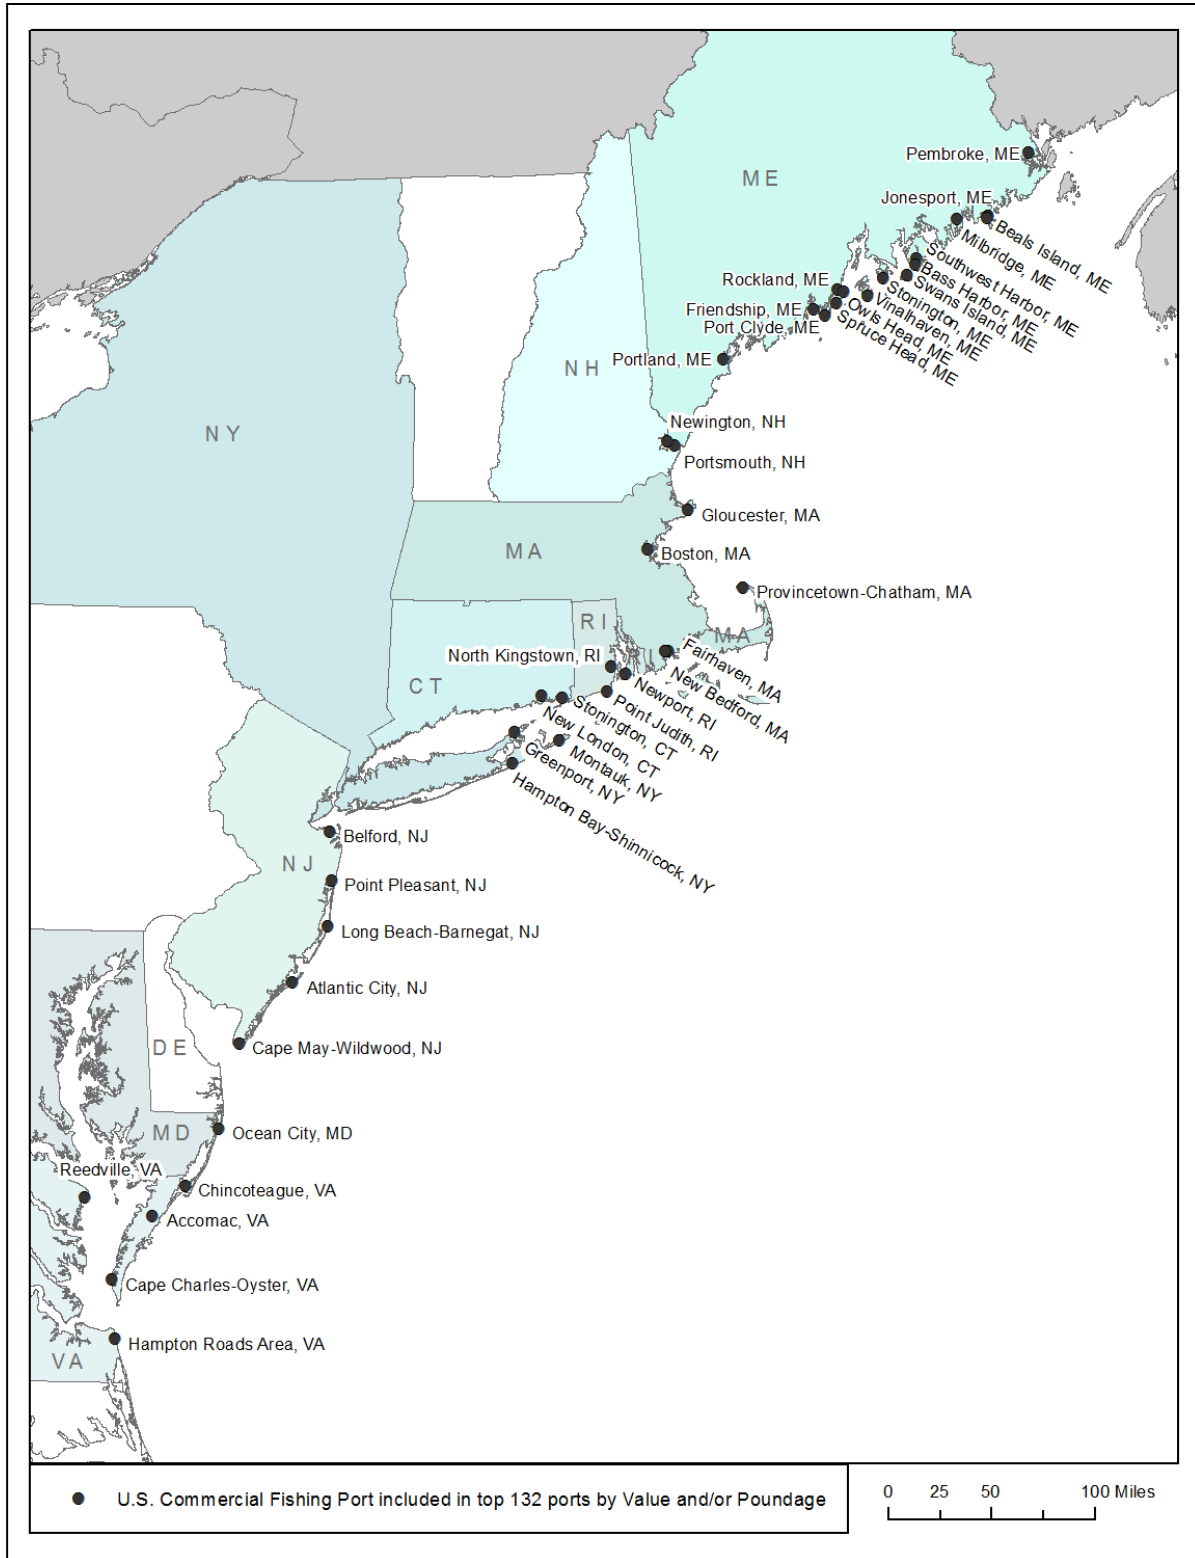 Pembroke, ME
ME
Jonesport, ME
Beals Island, ME
Milbridge, ME
Southwest Harbor, ME
Bass Harbor, ME
Swans Island, ME
Rockland, ME
Stonington, ME
Vinalhaven, ME
Friendship, ME
Owls Head, ME
Port Clyde, ME
Spruce Head, ME
Portland, ME
NH
Newington, NH
NY
Portsmouth, NH
Gloucester, MA
MA
Boston, MA
Provincetown-Chatham, MA
RI
MA
North Kingstown, RI
RI
Fairhaven, MA
New Bedford, MA
CT
Newport, RI
Point Judith, RI
Stonington, CT
New London, CT
Montauk, NY
Greenport, NY
Hampton Bay-Shinnicock, NY
Belford, NJ
NJ
Point Pleasant, NJ
Long Beach-Barnegat, NJ
Atlantic City, NJ
DE
Cape May-Wildwood, NJ
MD
Ocean City, MD
Reedville, VA
Chincoteague, VA
Accomac, VA
Cape Charles-Oyster, VA
Hampton Roads Area, VA
VA
U.S. Commercial Fishing Port included in top 132 ports by Value and/or Poundage
0 25 50 100 Miles